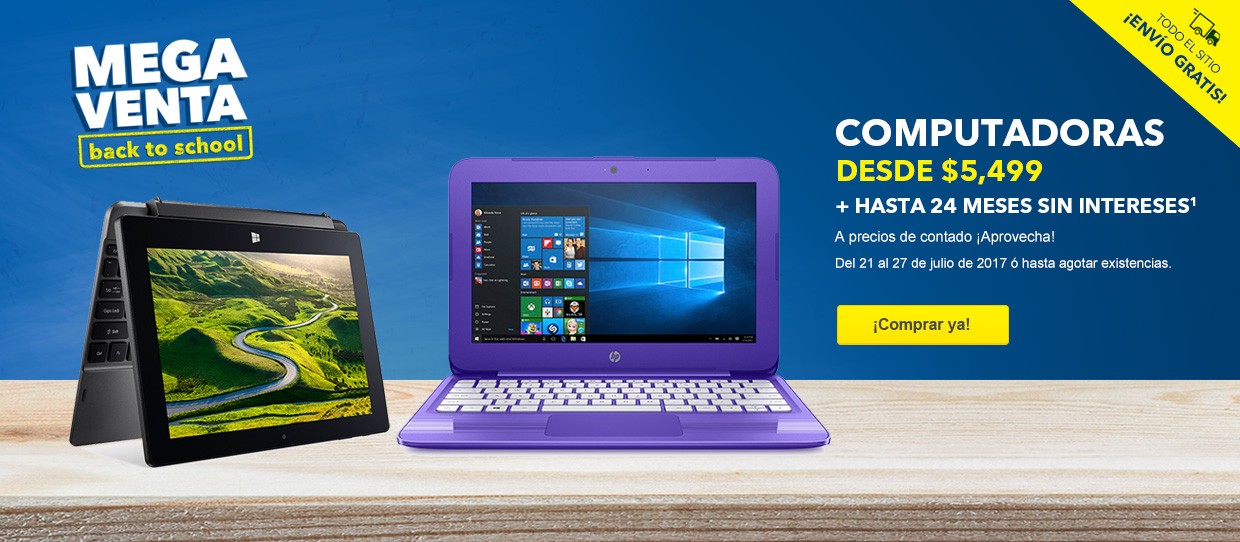 MEGA
VENTA
back to school
TODO EL SITIO
¡ENVÍO GRATIS!
COMPUTADORAS
DESDE $5,499
+ HASTA 24 MESES SIN INTERESES¹
A precios de contado ¡Aprovecha!
Del 21 al 27 de julio de 2017 ó hasta agotar existencias.
¡Comprar ya!
hp